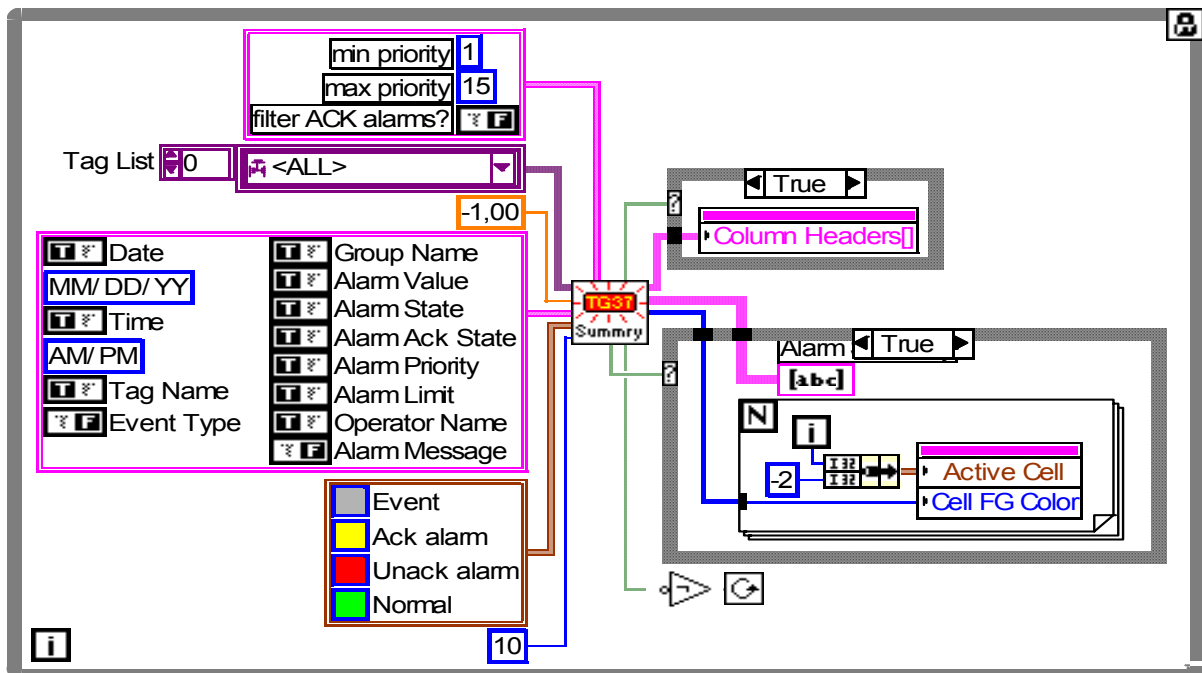 min priority 1
max priority 15
filter ACK alarms? F
Tag List 0 <ALL>
-1,00
T Date
MM/DD/YY
T Time
AM/PM
T Tag Name
F Event Type
T Group Name
T Alarm Value
T Alarm State
T Alarm Ack State
T Alarm Priority
T Alarm Limit
T Operator Name
F Alarm Message
Event
Ack alarm
Unack alarm
Normal
10
i
TG37
Summry
True
?
Column Headers[]
True
?
Alarm
[abc]
N
i
I32
I32
-2
Active Cell
Cell FG Color